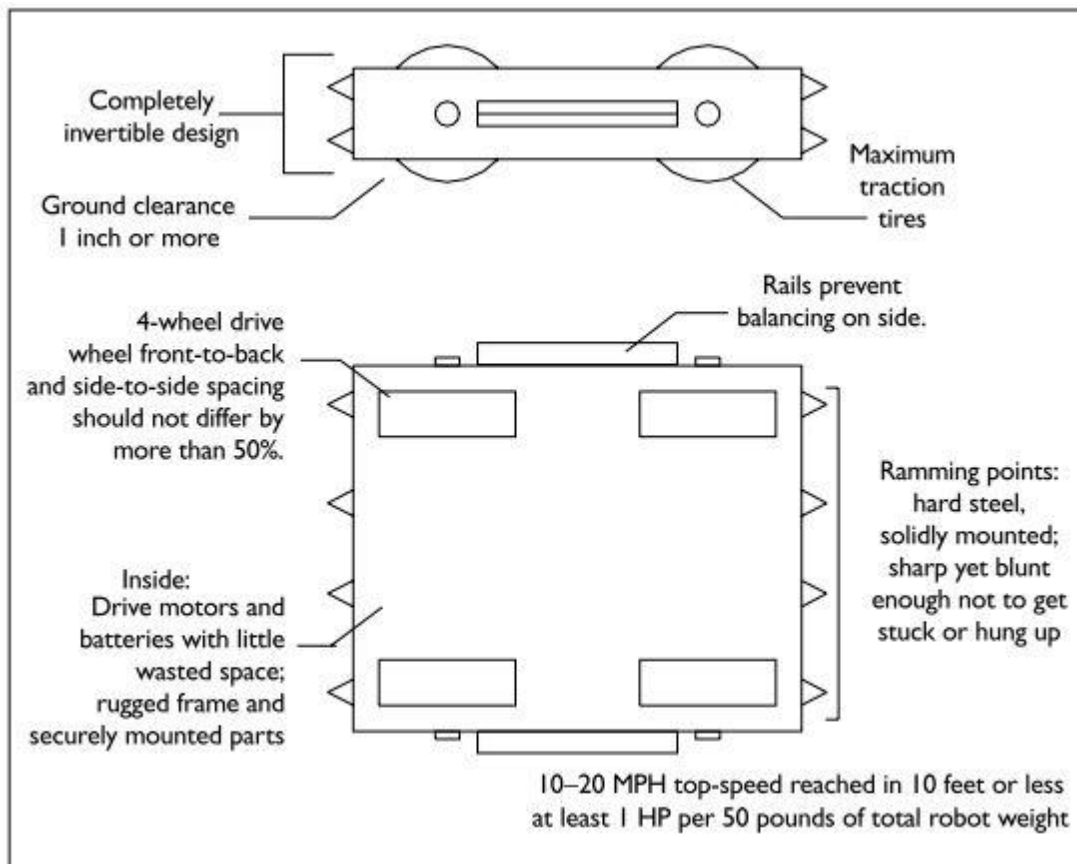 Completely
invertible design
Ground clearance
1 inch or more
Maximum
traction
tires
Rails prevent
balancing on side.
4-wheel drive
wheel front-to-back
and side-to-side spacing
should not differ by
more than 50%.
Ramming points:
hard steel,
solidly mounted;
sharp yet blunt
enough not to get
stuck or hung up
Inside:
Drive motors and
batteries with little
wasted space;
rugged frame and
securely mounted parts
10–20 MPH top-speed reached in 10 feet or less
at least 1 HP per 50 pounds of total robot weight